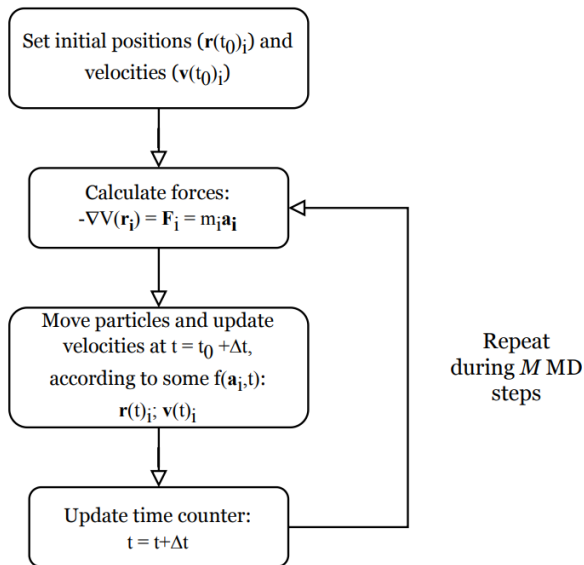 Set initial positions (r(t₀)ᵢ) and
velocities (v(t₀)ᵢ)
Calculate forces:
-∇V(rᵢ) = Fᵢ = mᵢaᵢ
Move particles and update
velocities at t = t₀ +Δt,
according to some f(aᵢ,t):
r(t)ᵢ; v(t)ᵢ
Update time counter:
t = t+Δt
Repeat
during M MD
steps